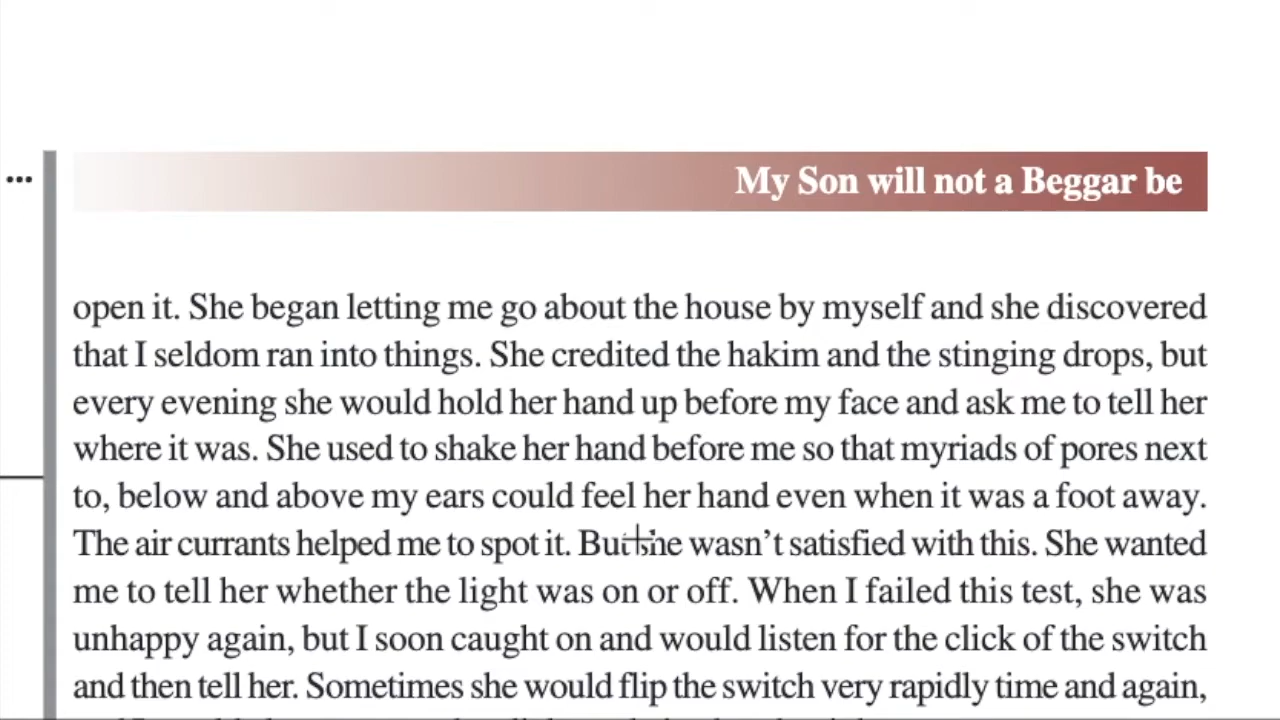 ...
My Son will not a Beggar be
open it. She began letting me go about the house by myself and she discovered
that I seldom ran into things. She credited the hakim and the stinging drops, but
every evening she would hold her hand up before my face and ask me to tell her
where it was. She used to shake her hand before me so that myriads of pores next
to, below and above my ears could feel her hand even when it was a foot away.
The air currants helped me to spot it. But she wasn’t satisfied with this. She wanted
me to tell her whether the light was on or off. When I failed this test, she was
unhappy again, but I soon caught on and would listen for the click of the switch
and then tell her. Sometimes she would flip the switch very rapidly time and again,